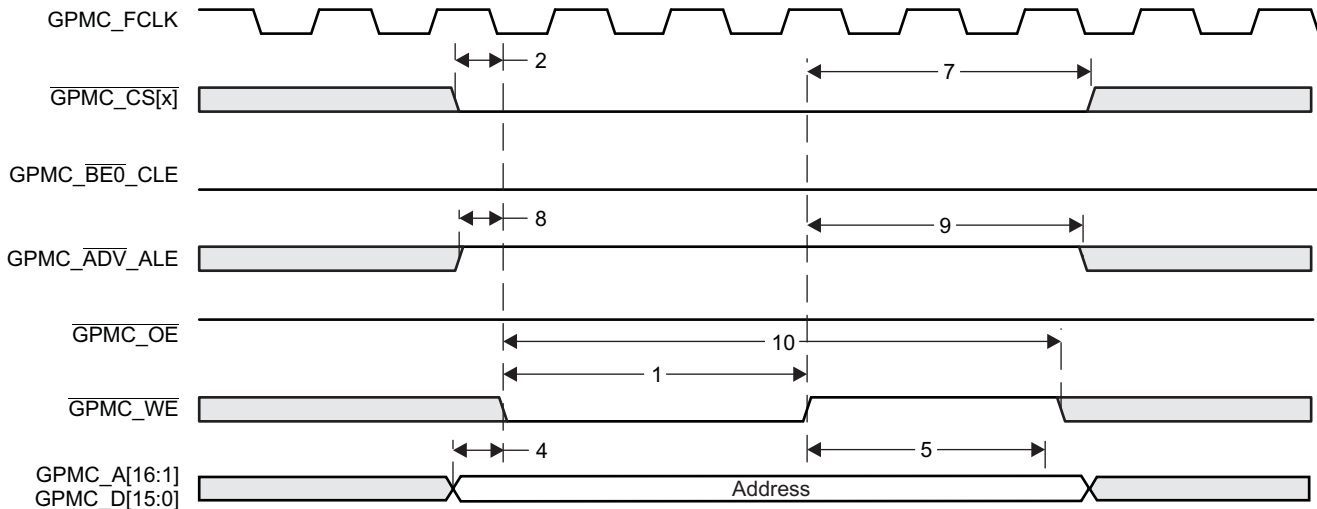 GPMC_FCLK
2
7
GPMC_CS[x]
GPMC_BE0_CLE
8
9
GPMC_ADV_ALE
GPMC_OE
10
1
GPMC_WE
4
5
GPMC_A[16:1]
GPMC_D[15:0]
Address